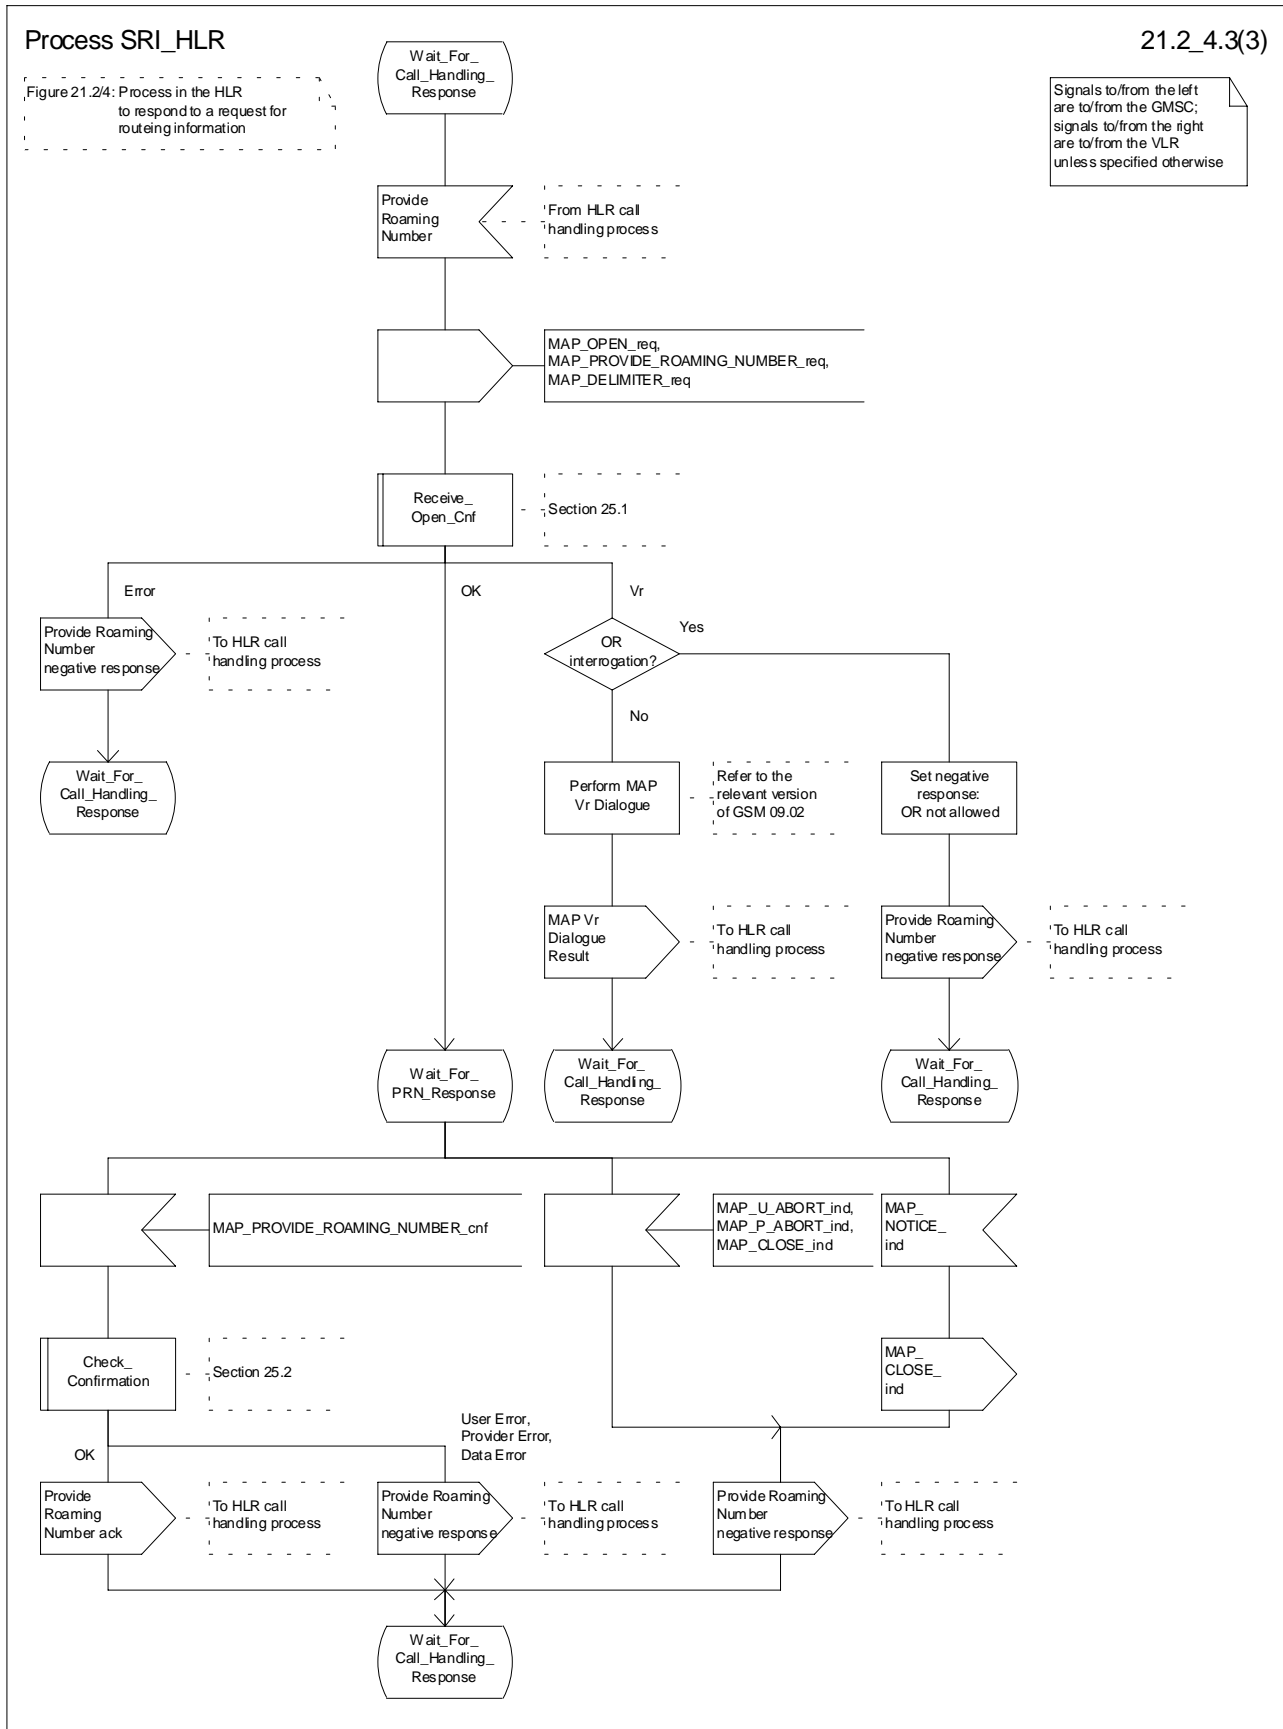 Process SRI_HLR
21.2_4.3(3)
Figure 21.2/4: Process in the HLR
to respond to a request for
routeing information
Wait_For_
Call_Handling_
Response
Signals to/from the left
are to/from the GMSC;
signals to/from the right
are to/from the VLR
unless specified otherwise
Provide
Roaming
Number
From HLR call
handling process
MAP_OPEN_req,
MAP_PROVIDE_ROAMING_NUMBER_req,
MAP_DELIMITER_req
Receive_
Open_Cnf
Section 25.1
Error
OK
Vr
Provide Roaming
Number
negative response
To HLR call
handling process
OR
interrogation?
Yes
No
Wait_For_
Call_Handling_
Response
Perform MAP
Vr Dialogue
Refer to the
relevant version
of GSM 09.02
Set negative
response:
OR not allowed
MAP Vr
Dialogue
Result
To HLR call
handling process
Provide Roaming
Number
negative response
To HLR call
handling process
Wait_For_
PRN_Response
Wait_For_
Call_Handling_
Response
Wait_For_
Call_Handling_
Response
MAP_PROVIDE_ROAMING_NUMBER_cnf
MAP_U_ABORT_ind,
MAP_P_ABORT_ind,
MAP_CLOSE_ind
MAP_
NOTICE_
ind
Check_
Confirmation
Section 25.2
MAP_
CLOSE_
ind
OK
User Error,
Provider Error,
Data Error
Provide
Roaming
Number ack
To HLR call
handling process
Provide Roaming
Number
negative response
To HLR call
handling process
Provide Roaming
Number
negative response
To HLR call
handling process
Wait_For_
Call_Handling_
Response